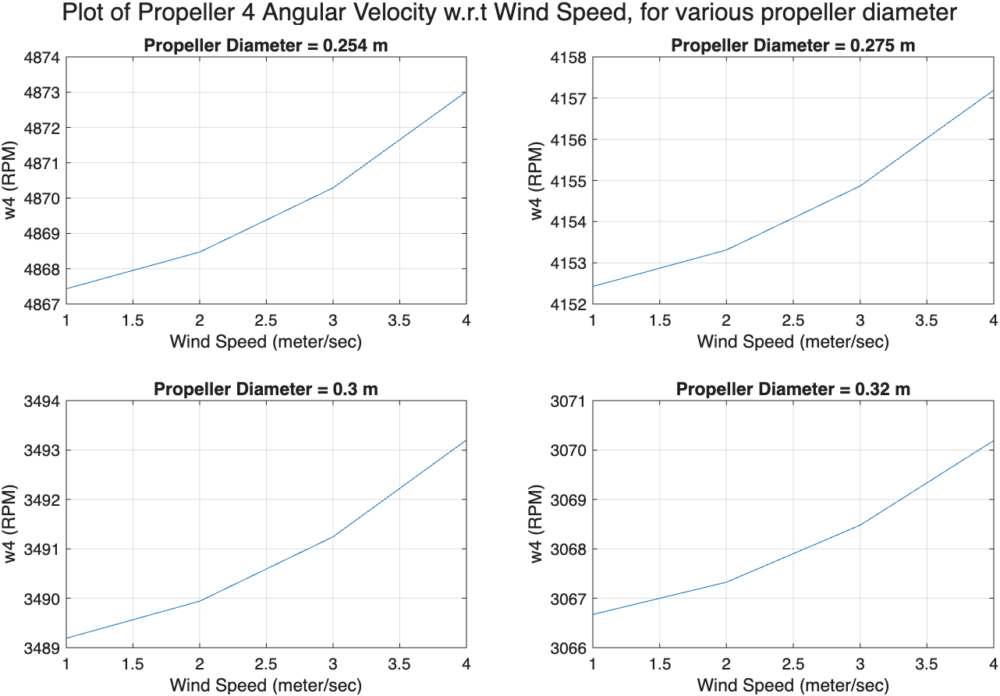 Plot of Propeller 4 Angular Velocity w.r.t Wind Speed, for various propeller diameter
Propeller Diameter = 0.254 m
4874
4873
4872
4871
4870
4869
4868
4867
w4 (RPM)
1 1.5 2 2.5 3 3.5 4
Wind Speed (meter/sec)
Propeller Diameter = 0.275 m
4158
4157
4156
4155
4154
4153
4152
w4 (RPM)
1 1.5 2 2.5 3 3.5 4
Wind Speed (meter/sec)
Propeller Diameter = 0.3 m
3494
3493
3492
3491
3490
3489
w4 (RPM)
1 1.5 2 2.5 3 3.5 4
Wind Speed (meter/sec)
Propeller Diameter = 0.32 m
3071
3070
3069
3068
3067
3066
w4 (RPM)
1 1.5 2 2.5 3 3.5 4
Wind Speed (meter/sec)